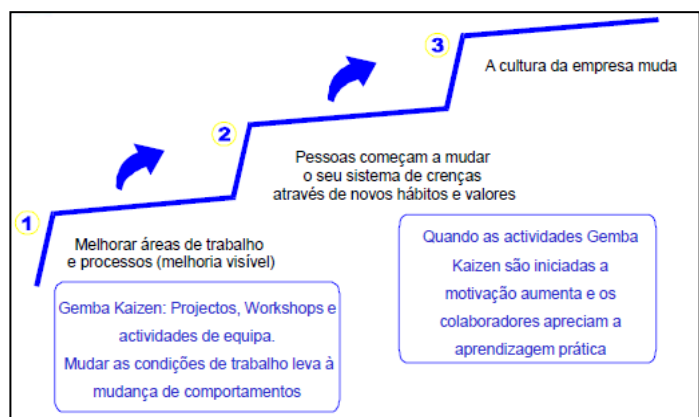 3
A cultura da empresa muda
2
Pessoas começam a mudar
o seu sistema de crenças
através de novos hábitos e valores
1
Melhorar áreas de trabalho
e processos (melhoria visível)
Quando as actividades Gemba
Kaizen são iniciadas a
motivação aumenta e os
colaboradores apreciam a
aprendizagem prática
Gemba Kaizen: Projectos, Workshops e
actividades de equipa.
Mudar as condições de trabalho leva à
mudança de comportamentos